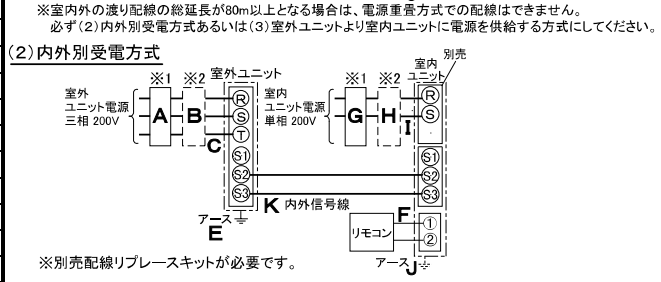 ※室内外の渡り配線の総延長が80m以上となる場合は、電源重畳方式での配線はできません。
必ず(2)内外別受電方式あるいは(3)室外ユニットより室内ユニットに電源を供給する方式にしてください。
(2)内外別受電方式
※1 ※2 室外ユニット
室外
ユニット電源
三相 200V
A
B
C
R
S
T
S1
S2
S3
アース
E
※1 ※2
室内
ユニット
別売
室内
ユニット電源
単相 200V
G
H
I
R
S
S1
S2
S3
K 内外信号線
リモコン
F
①
②
アース
J
※別売配線リプレースキットが必要です。